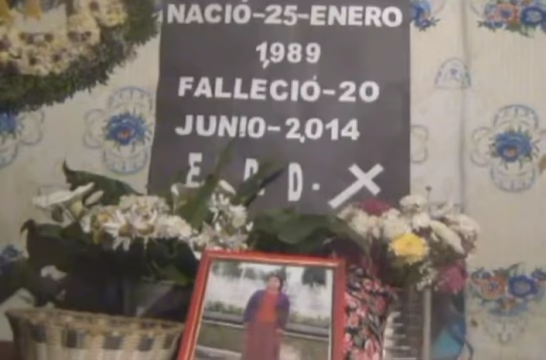 NACIÓ-25-ENERO
1,989
FALLECIÓ-20
JUNIO-2,014
E. P. D.